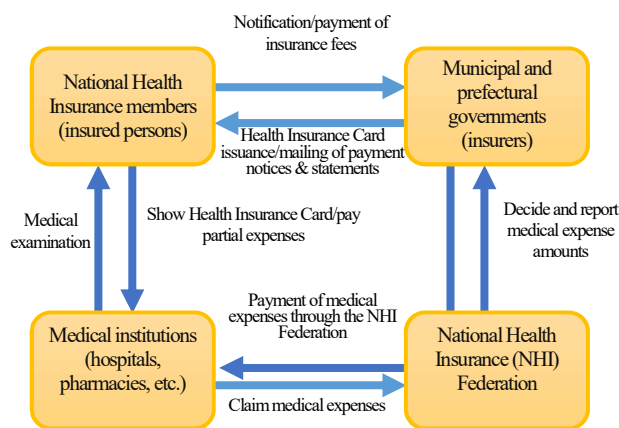 Notification/payment of
insurance fees
National Health
Insurance members
(insured persons)
Municipal and
prefectural
governments
(insurers)
Health Insurance Card
issuance/mailing of payment
notices & statements
Medical
examination
Show Health Insurance Card/pay
partial expenses
Decide and report
medical expense
amounts
Payment of medical
expenses through the NHI
Federation
Medical institutions
(hospitals,
pharmacies, etc.)
National Health
Insurance (NHI)
Federation
Claim medical expenses